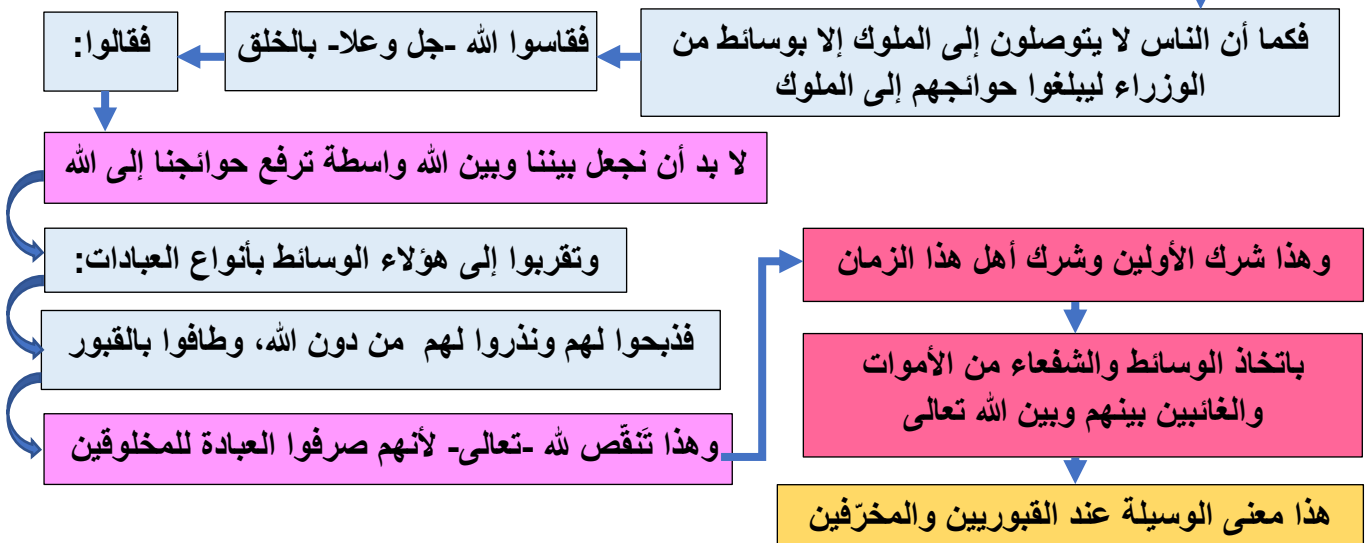 فكما أن الناس لا يتوصلون إلى الملوك إلا بوسائط من
الوزراء ليبلغوا حوائجهم إلى الملوك
فقاسوا الله -جل وعلا- بالخلق
فقالوا:
لا بد أن نجعل بيننا وبين الله واسطة ترفع حوائجنا إلى الله
وتقربوا إلى هؤلاء الوسائط بأنواع العبادات:
فذبحوا لهم ونذروا لهم من دون الله، وطافوا بالقبور
وهذا تَنقّص لله -تعالى- لأنهم صرفوا العبادة للمخلوقين
وهذا شرك الأولين وشرك أهل هذا الزمان
باتخاذ الوسائط والشفعاء من الأموات
والغائبين بينهم وبين الله تعالى
هذا معنى الوسيلة عند القبوريين والمخرّفين